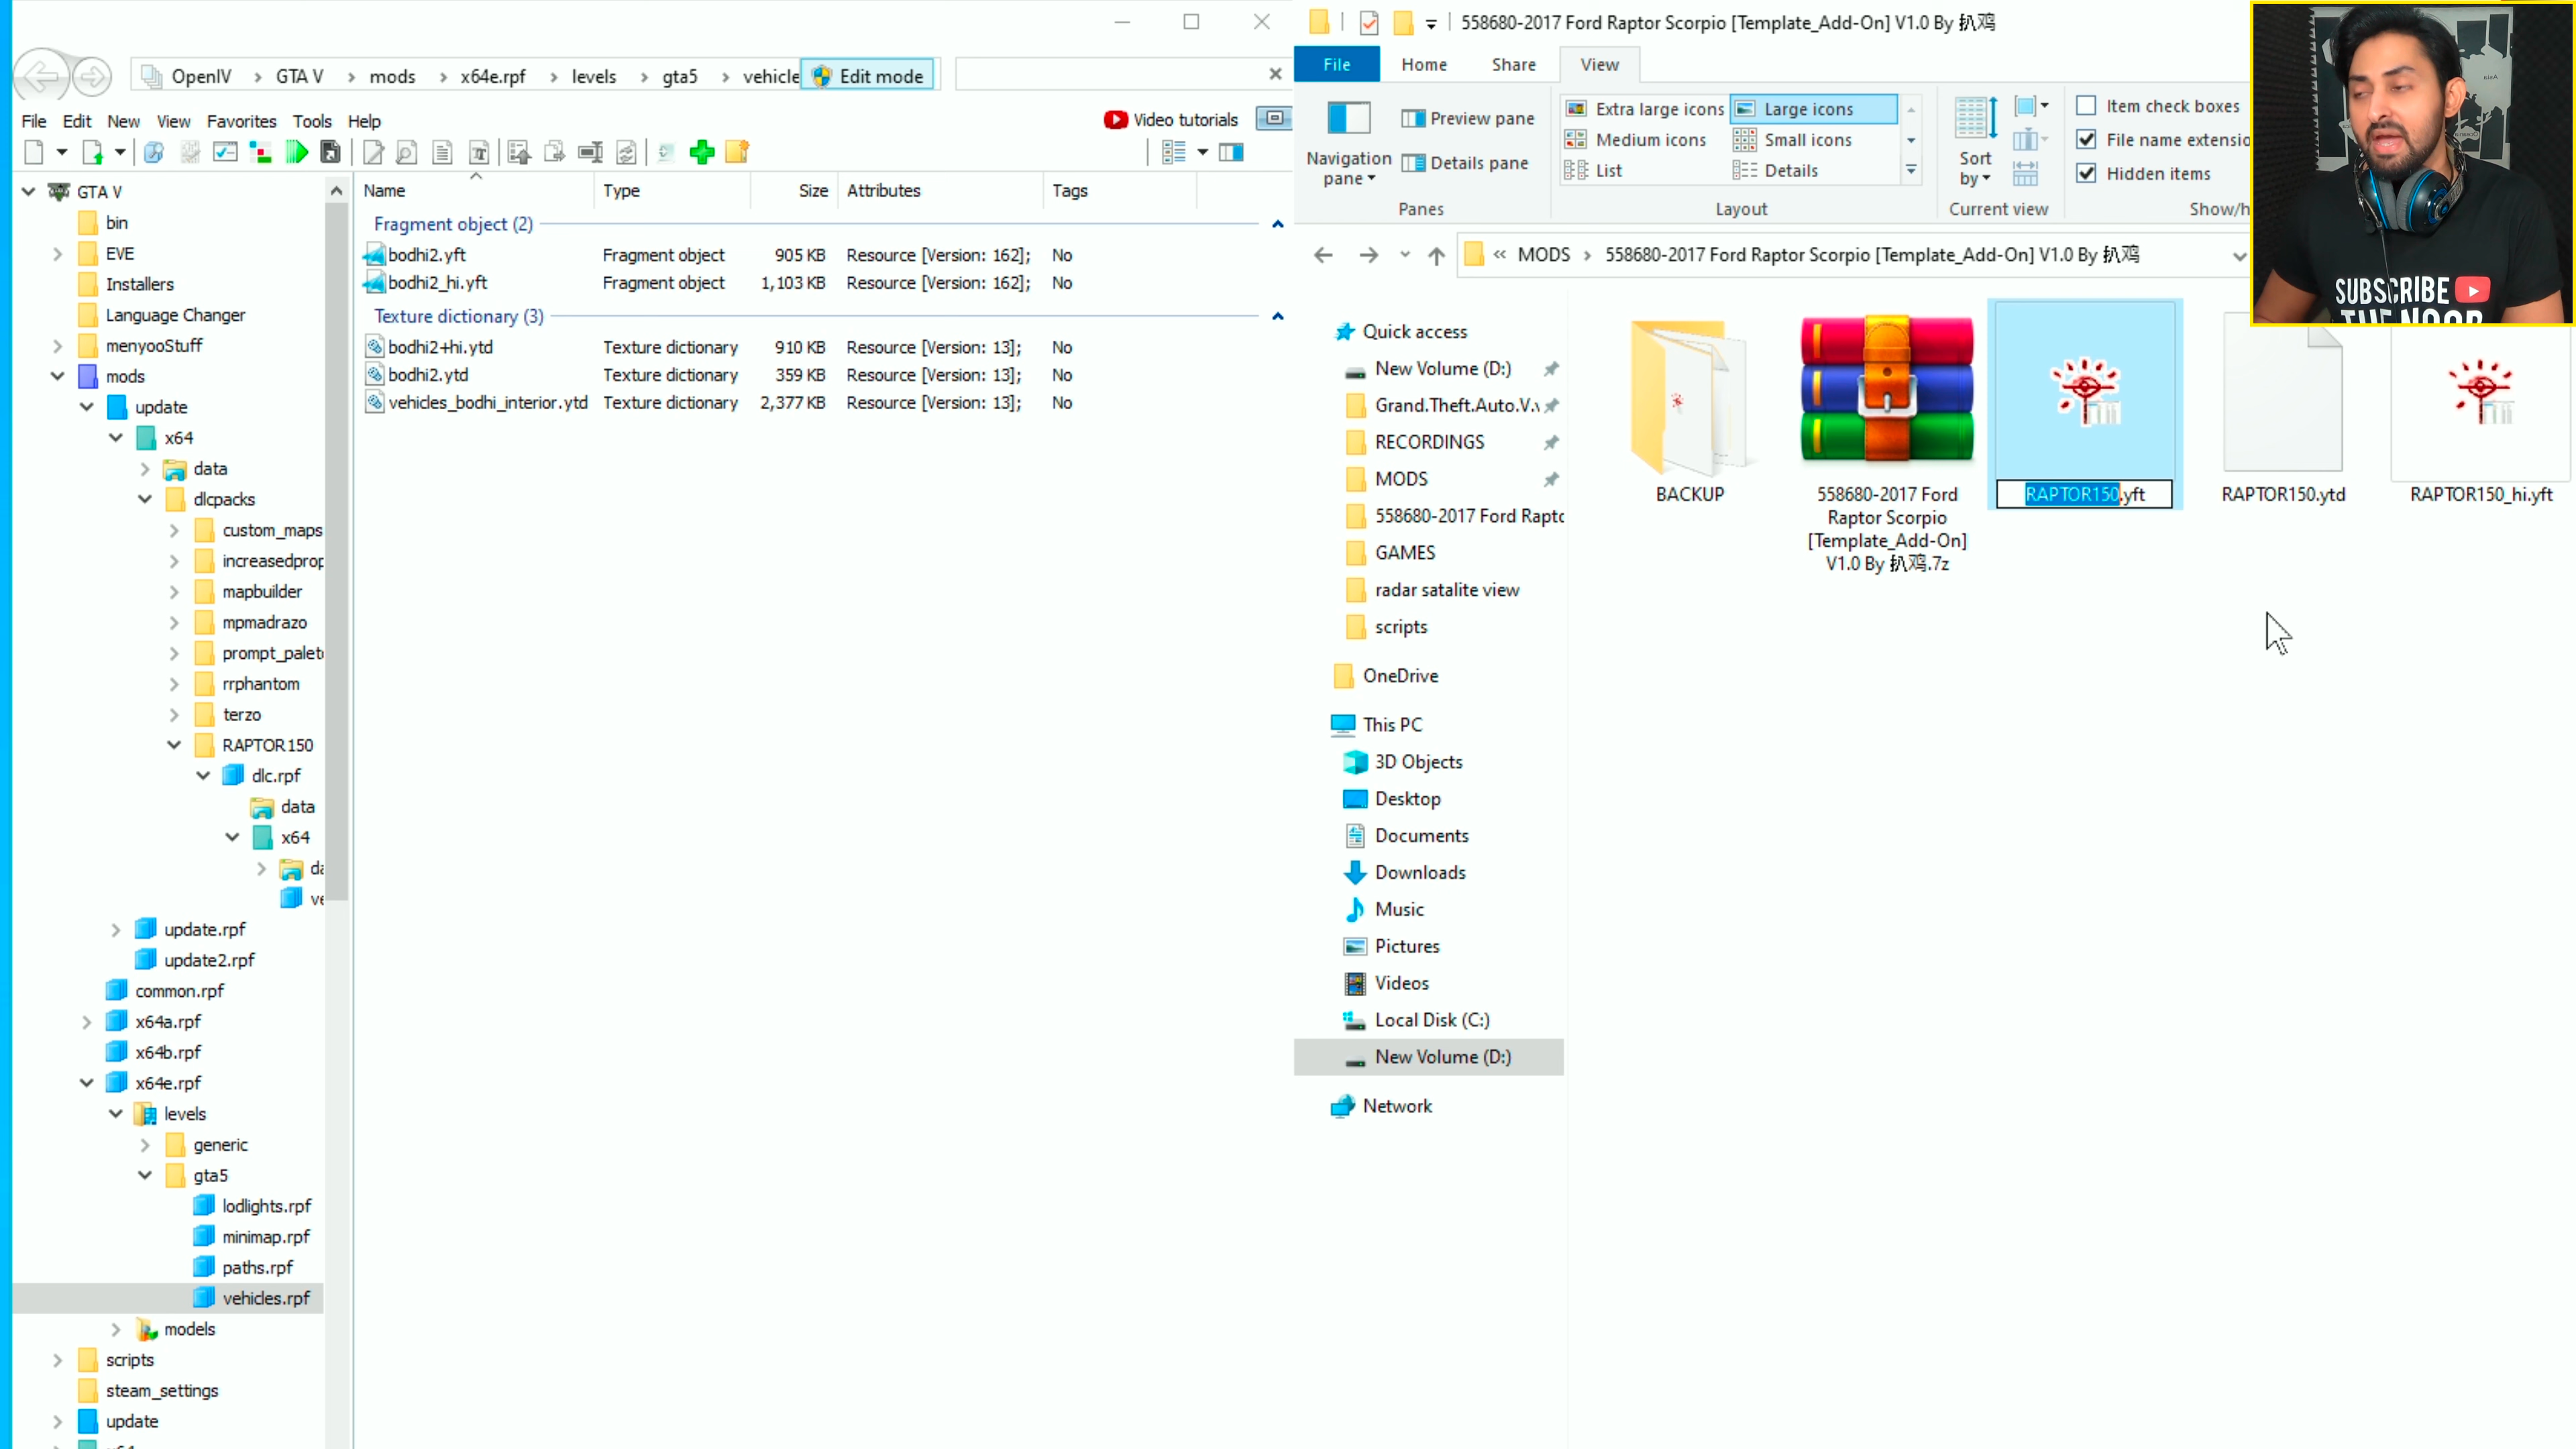 OpenIV > GTA V > mods > x64e.rpf > levels > gta5 > vehicle
Edit mode
File Edit New View Favorites Tools Help
Video tutorials
GTA V
bin
EVE
Installers
Language Changer
menyooStuff
mods
update
x64
data
dlcpacks
custom_maps
increasedprop
mapbuilder
mpmadrazo
prompt_palet
rrphantom
terzo
RAPTOR150
dlc.rpf
data
x64
da
ve
update.rpf
update2.rpf
common.rpf
x64a.rpf
x64b.rpf
x64e.rpf
levels
generic
gta5
lodlights.rpf
minimap.rpf
paths.rpf
vehicles.rpf
models
scripts
steam_settings
update
Name Type Size Attributes Tags
Fragment object (2)
bodhi2.yft Fragment object 905 KB Resource [Version: 162]; No
bodhi2_hi.yft Fragment object 1,103 KB Resource [Version: 162]; No
Texture dictionary (3)
bodhi2+hi.ytd Texture dictionary 910 KB Resource [Version: 13]; No
bodhi2.ytd Texture dictionary 359 KB Resource [Version: 13]; No
vehicles_bodhi_interior.ytd Texture dictionary 2,377 KB Resource [Version: 13]; No
558680-2017 Ford Raptor Scorpio [Template_Add-On] V1.0 By 扒鸡
File Home Share View
Navigation pane
Preview pane
Details pane
Panes
Extra large icons Large icons
Medium icons Small icons
List Details
Layout
Sort by
Current view
Item check boxes
File name extensio
Hidden items
Show/h
« MODS > 558680-2017 Ford Raptor Scorpio [Template_Add-On] V1.0 By 扒鸡
Quick access
New Volume (D:)
Grand.Theft.Auto.V.
RECORDINGS
MODS
558680-2017 Ford Rapto
GAMES
radar satalite view
scripts
OneDrive
This PC
3D Objects
Desktop
Documents
Downloads
Music
Pictures
Videos
Local Disk (C:)
New Volume (D:)
Network
BACKUP
558680-2017 Ford
Raptor Scorpio
[Template_Add-On]
V1.0 By 扒鸡.7z
RAPTOR150.yft
RAPTOR150.ytd
RAPTOR150_hi.yft
SUBSCRIBE
THE NOOB